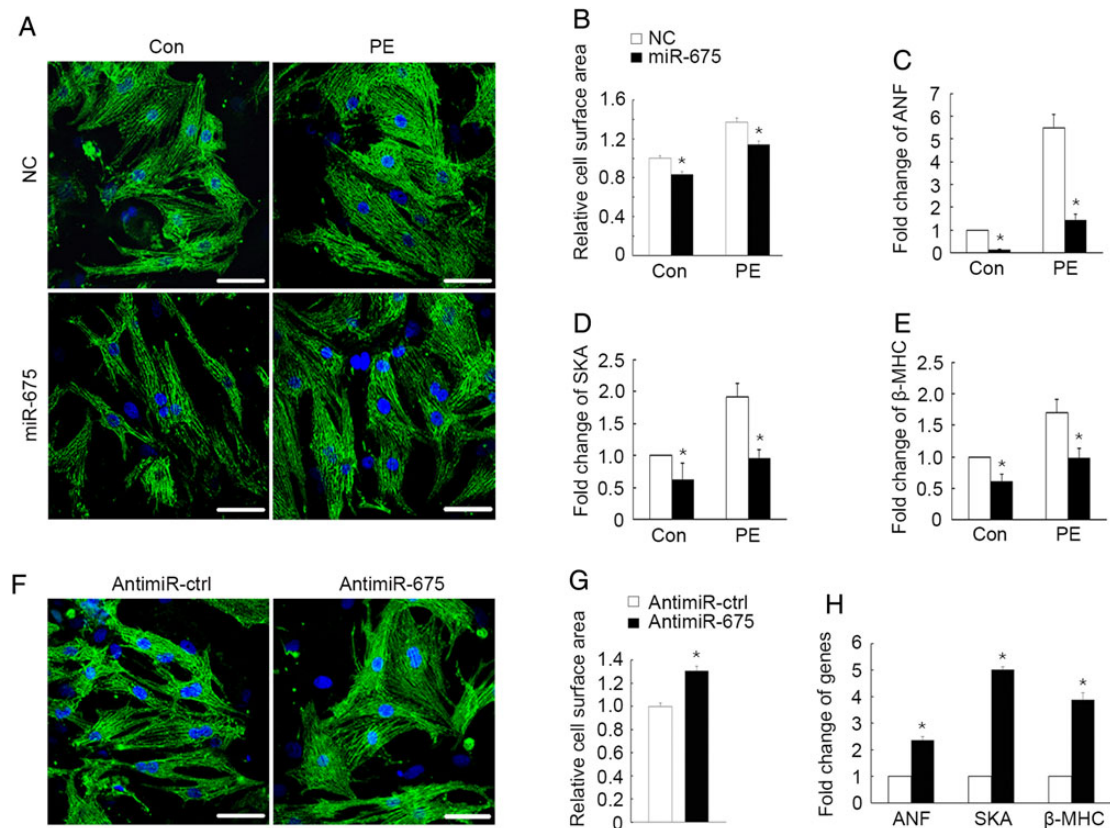 A
Con
PE
NC
miR-675
B
NC
miR-675
Relative cell surface area
1.6
1.2
0.8
0.4
0
Con
PE
*
*
C
Fold change of ANF
7
6
5
4
3
2
1
0
Con
PE
*
*
D
Fold change of SKA
2.5
2.0
1.5
1.0
0.5
0
Con
PE
*
*
E
Fold change of β-MHC
2.5
2.0
1.5
1.0
0.5
0
Con
PE
*
*
F
AntimiR-ctrl
AntimiR-675
G
AntimiR-ctrl
AntimiR-675
Relative cell surface area
1.4
1.2
1.0
0.8
0.6
0.4
0.2
0
*
H
Fold change of genes
6
5
4
2
0
ANF
SKA
β-MHC
*
*
*